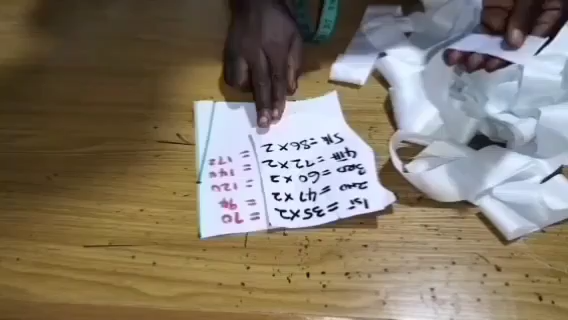 1ST = 35 X 2 = 70
2ND = 47 X 2 = 94
3RD = 60 X 2 = 120
4TH = 72 X 2 = 144
5TH = 86 X 2 = 172